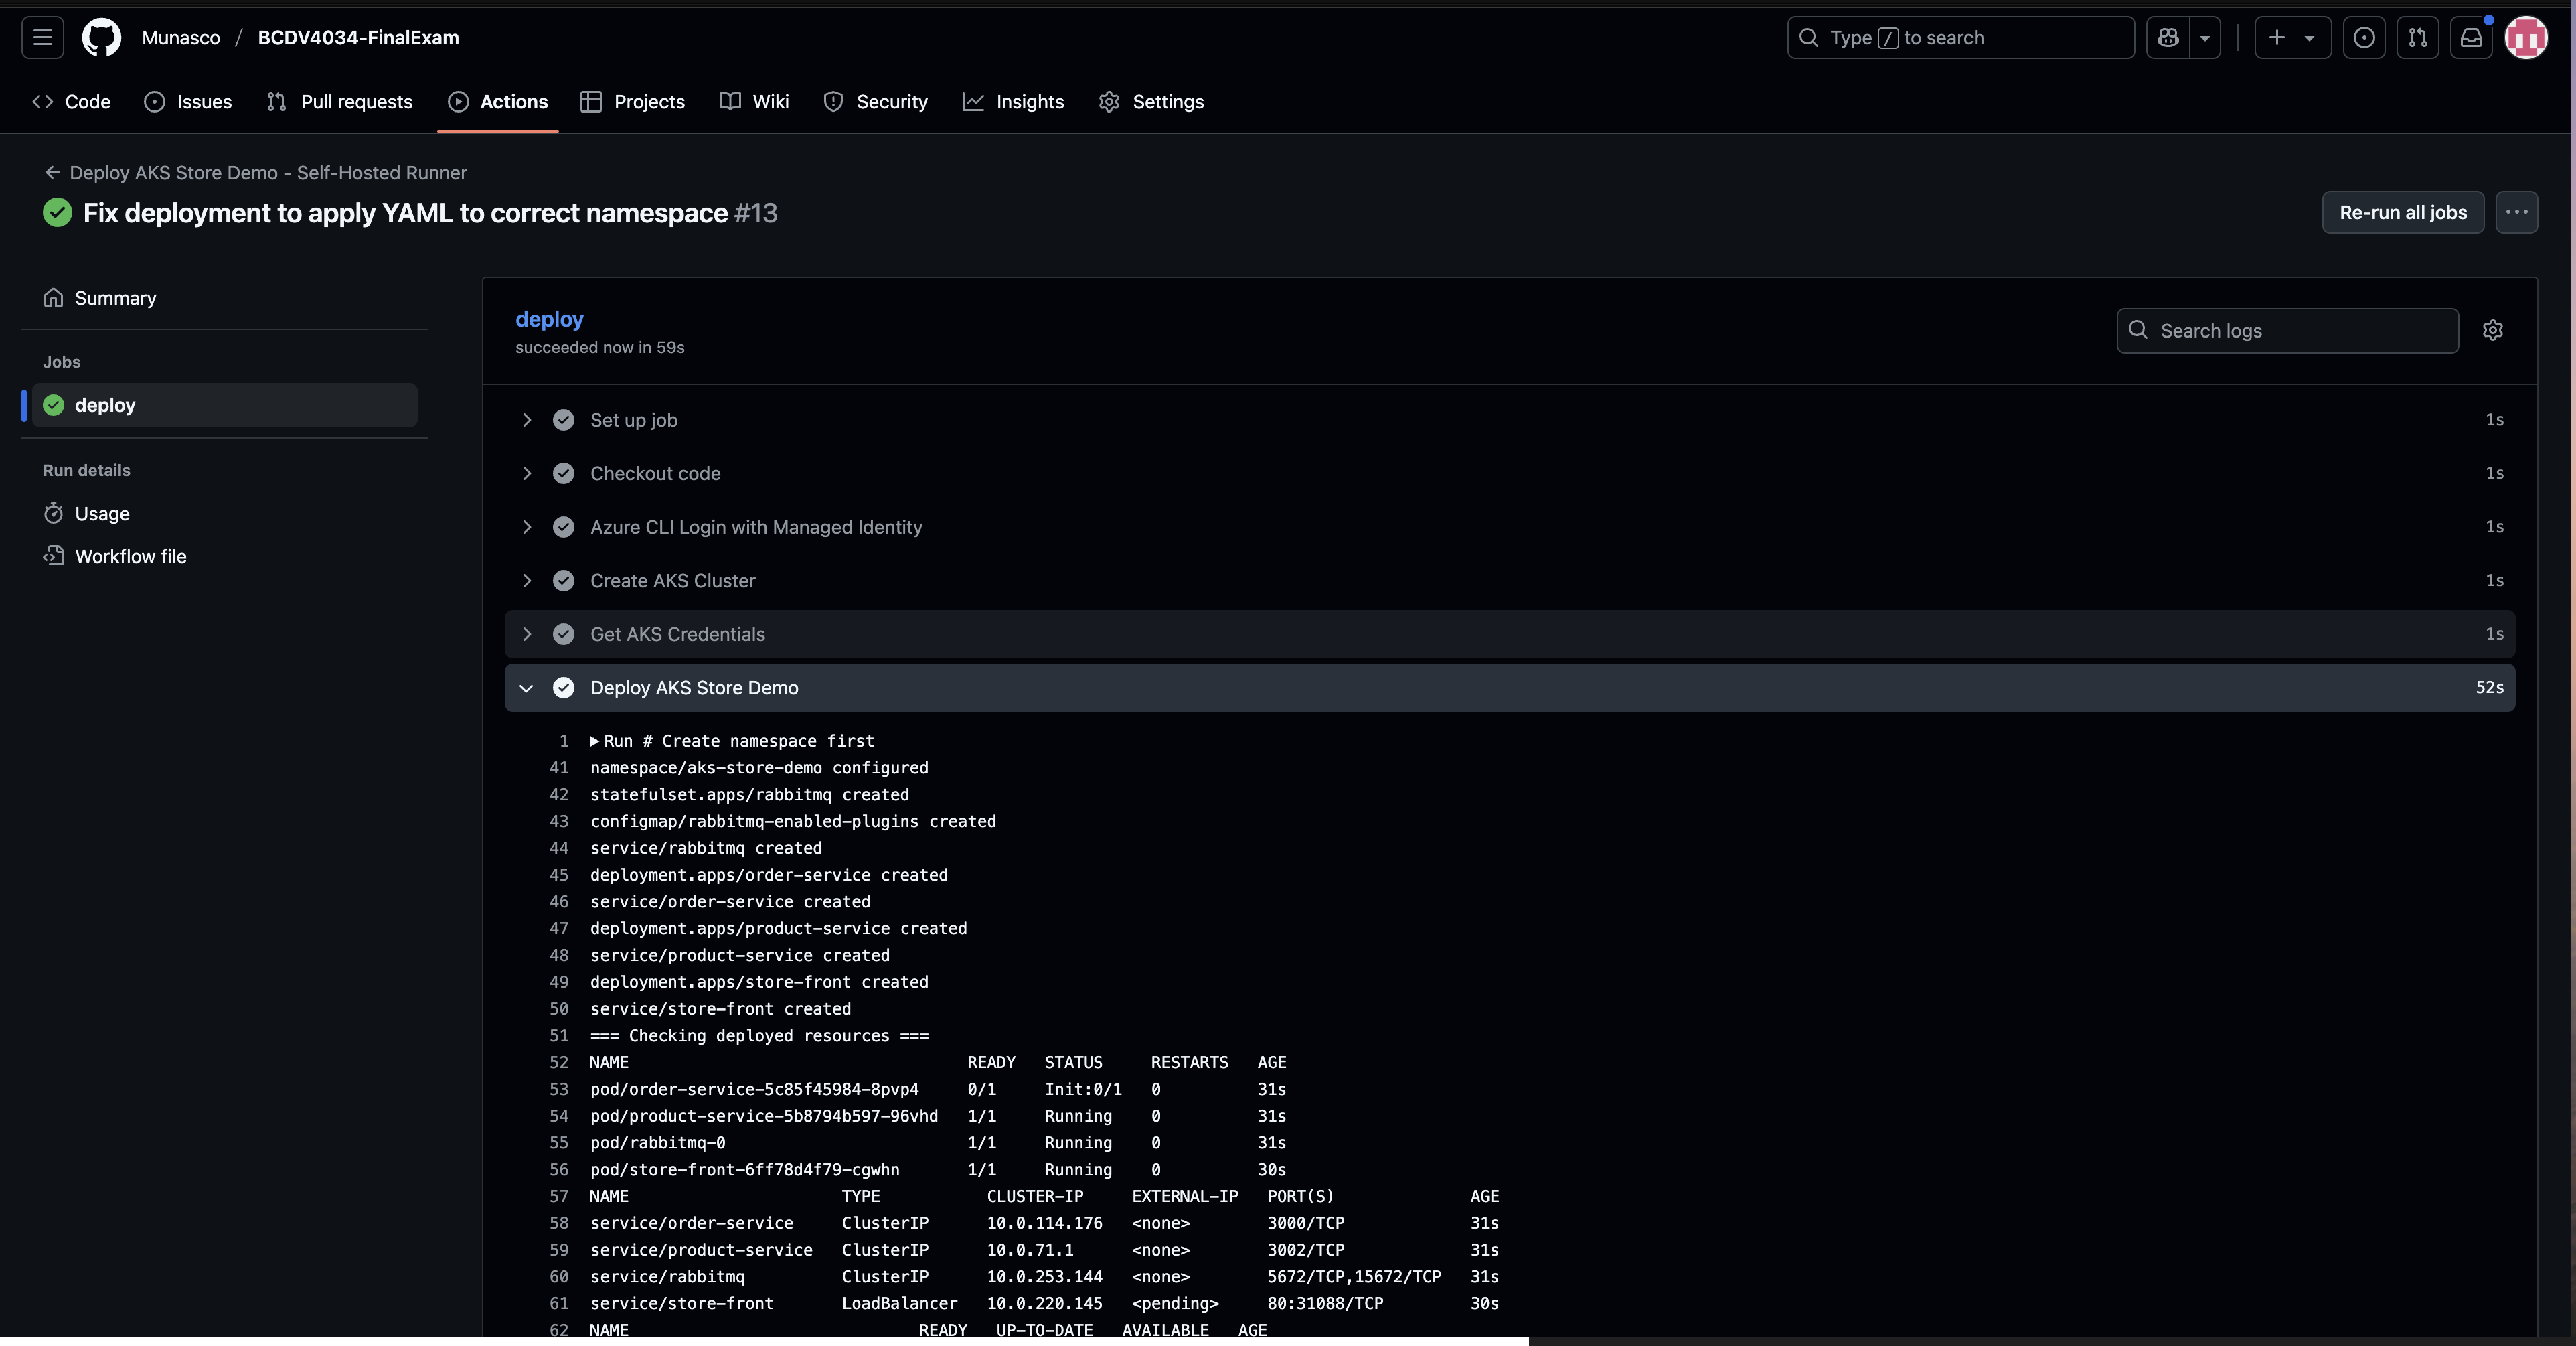 Munasco / BCDV4034-FinalExam
Type / to search
Code
Issues
Pull requests
Actions
Projects
Wiki
Security
Insights
Settings
Deploy AKS Store Demo - Self-Hosted Runner
Fix deployment to apply YAML to correct namespace #13
Re-run all jobs
Summary
Jobs
deploy
Run details
Usage
Workflow file
deploy
succeeded now in 59s
Search logs
Set up job 1s
Checkout code 1s
Azure CLI Login with Managed Identity 1s
Create AKS Cluster 1s
Get AKS Credentials 1s
Deploy AKS Store Demo 52s
1 Run # Create namespace first
41 namespace/aks-store-demo configured
42 statefulset.apps/rabbitmq created
43 configmap/rabbitmq-enabled-plugins created
44 service/rabbitmq created
45 deployment.apps/order-service created
46 service/order-service created
47 deployment.apps/product-service created
48 service/product-service created
49 deployment.apps/store-front created
50 service/store-front created
51 === Checking deployed resources ===
52 NAME READY STATUS RESTARTS AGE
53 pod/order-service-5c85f45984-8pvp4 0/1 Init:0/1 0 31s
54 pod/product-service-5b8794b597-96vhd 1/1 Running 0 31s
55 pod/rabbitmq-0 1/1 Running 0 31s
56 pod/store-front-6ff78d4f79-cgwhn 1/1 Running 0 30s
57 NAME TYPE CLUSTER-IP EXTERNAL-IP PORT(S) AGE
58 service/order-service ClusterIP 10.0.114.176 <none> 3000/TCP 31s
59 service/product-service ClusterIP 10.0.71.1 <none> 3002/TCP 31s
60 service/rabbitmq ClusterIP 10.0.253.144 <none> 5672/TCP,15672/TCP 31s
61 service/store-front LoadBalancer 10.0.220.145 <pending> 80:31088/TCP 30s
62 NAME READY UP-TO-DATE AVAILABLE AGE